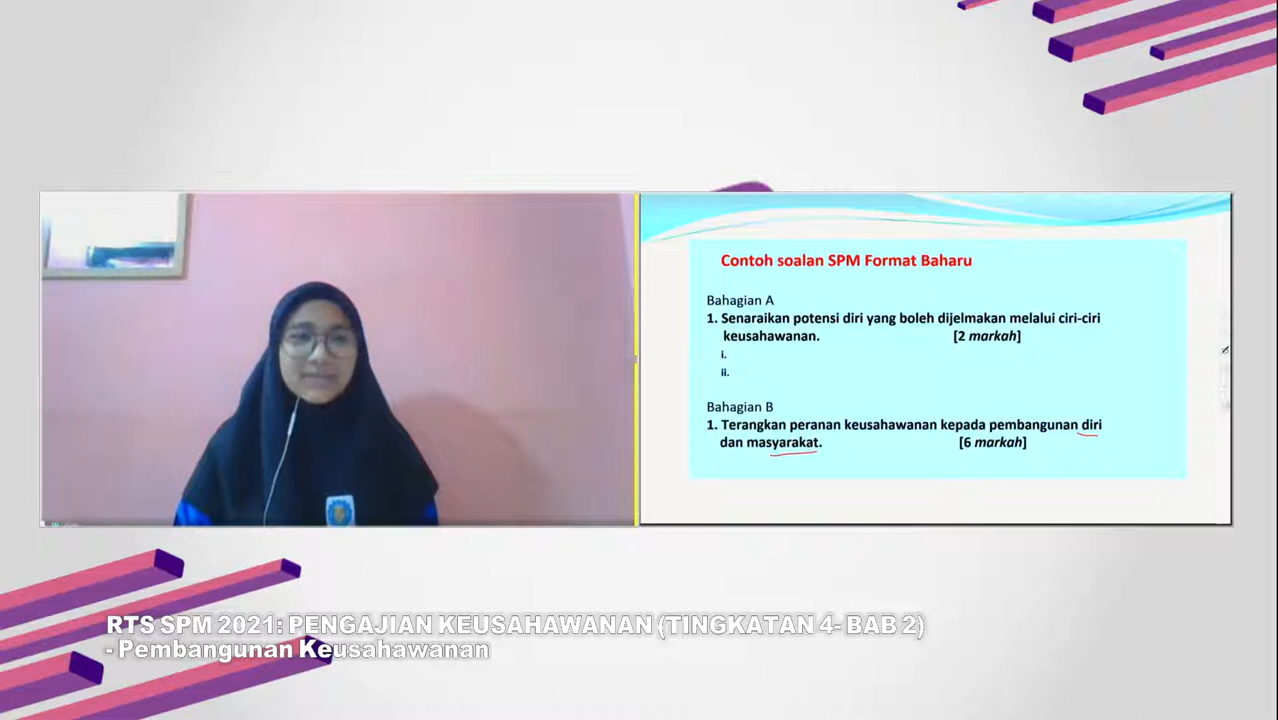 Contoh soalan SPM Format Baharu
Bahagian A
1. Senaraikan potensi diri yang boleh dijelmakan melalui ciri-ciri
keusahawanan. [2 markah]
i.
ii.
Bahagian B
1. Terangkan peranan keusahawanan kepada pembangunan diri
dan masyarakat. [6 markah]
RTS SPM 2021: PENGAJIAN KEUSAHAWANAN (TINGKATAN 4- BAB 2)
- Pembangunan Keusahawanan